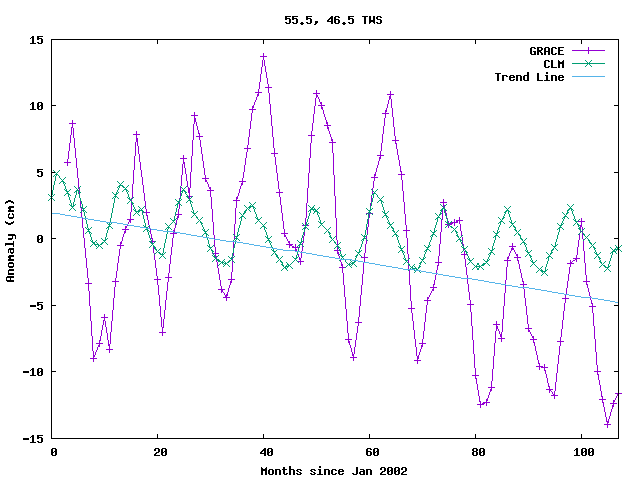 55.5, 46.5 TWS
GRACE
CLM
Trend Line
15
10
5
0
-5
-10
-15
Anomaly (cm)
0 20 40 60 80 100
Months since Jan 2002